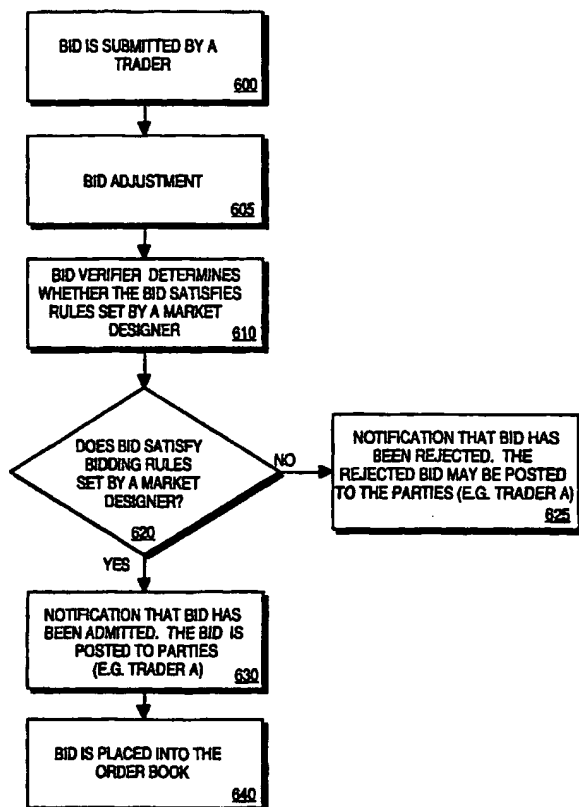 BID IS SUBMITTED BY A
TRADER
600
BID ADJUSTMENT
605
BID VERIFIER DETERMINES
WHETHER THE BID SATISFIES
RULES SET BY A MARKET
DESIGNER
610
DOES BID SATISFY
BIDDING RULES
SET BY A MARKET
DESIGNER?
620
NO
NOTIFICATION THAT BID HAS
BEEN REJECTED. THE
REJECTED BID MAY BE POSTED
TO THE PARTIES (E.G. TRADER A)
625
YES
NOTIFICATION THAT BID HAS
BEEN ADMITTED. THE BID IS
POSTED TO PARTIES
(E.G. TRADER A)
630
BID IS PLACED INTO THE
ORDER BOOK
640